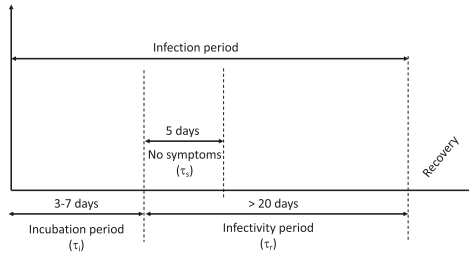 Infection period
5 days
No symptoms
(τs)
Recovery
3-7 days
> 20 days
Incubation period
(τi)
Infectivity period
(τr)